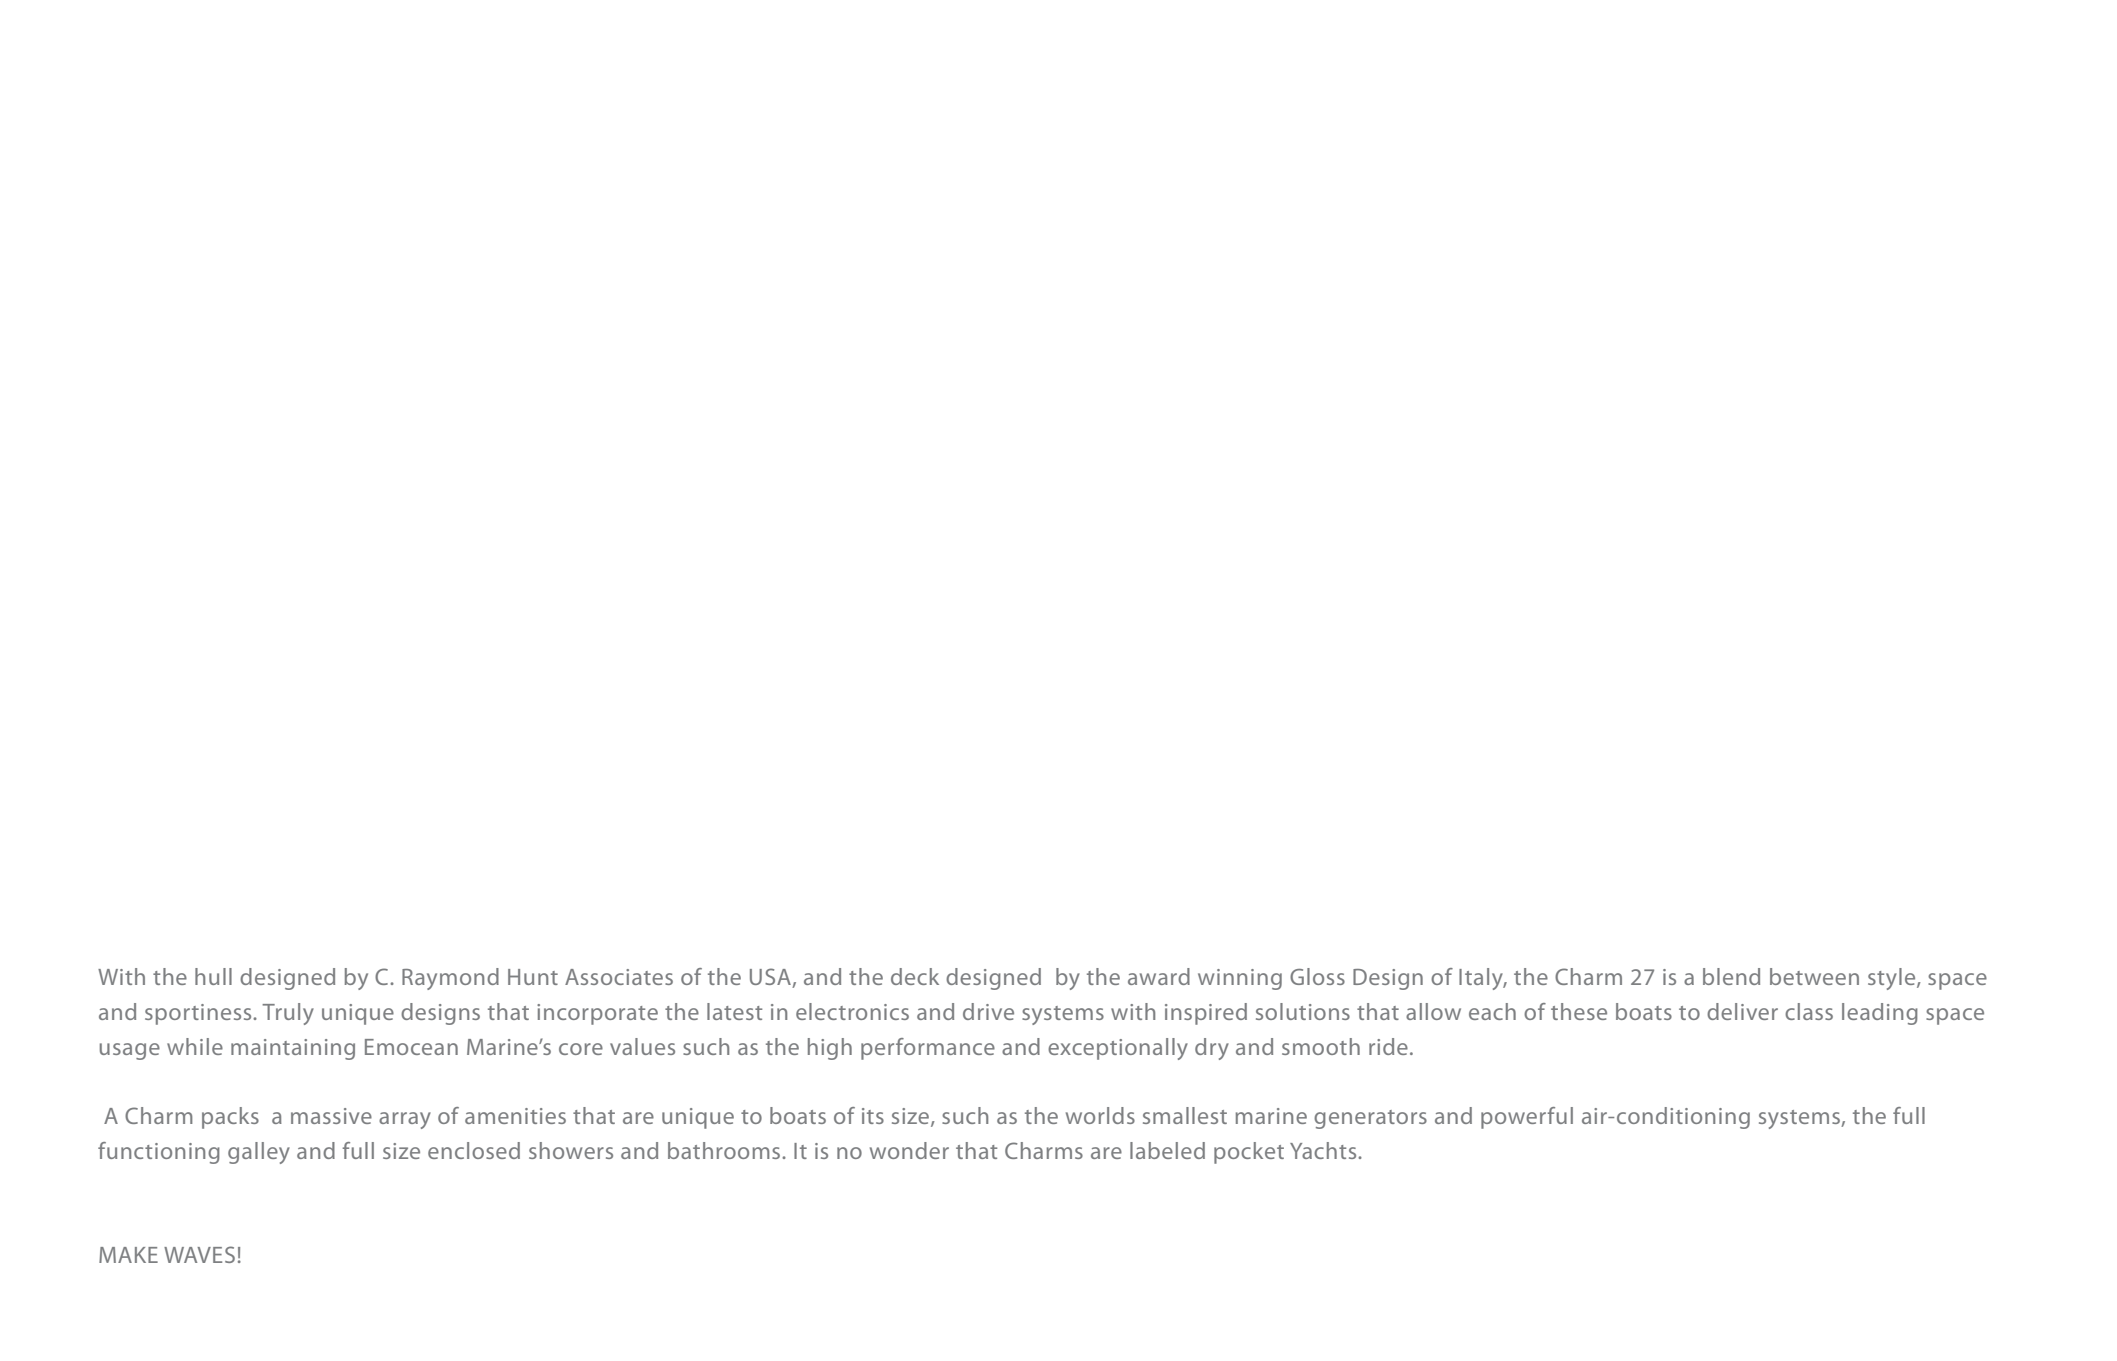 With the hull designed by C. Raymond Hunt Associates of the USA, and the deck designed  by the award winning Gloss Design of Italy, the Charm 27 is a blend between style, space
and sportiness. Truly unique designs that incorporate the latest in electronics and drive systems with inspired solutions that allow each of these boats to deliver class leading space
usage while maintaining Emocean Marine’s core values such as the high performance and exceptionally dry and smooth ride.
A Charm packs  a massive array of amenities that are unique to boats of its size, such as the worlds smallest marine generators and powerful air-conditioning systems, the full
functioning galley and full size enclosed showers and bathrooms. It is no wonder that Charms are labeled pocket Yachts.
MAKE WAVES!